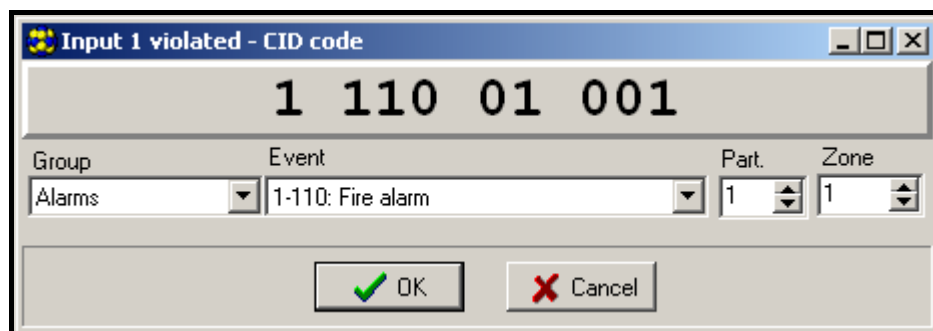 Input 1 violated - CID code
1 110 01 001
Group Event Part. Zone
Alarms 1-110: Fire alarm 1 1
OK Cancel